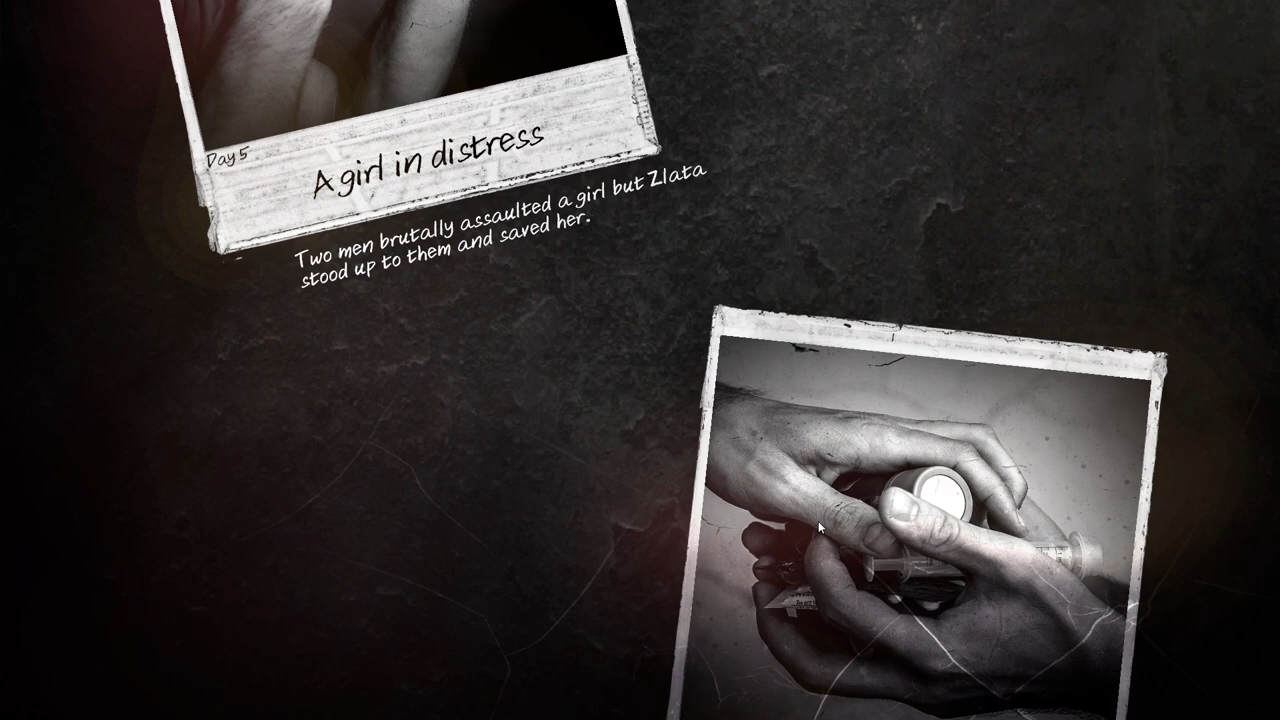 Day 5
A girl in distress
Two men brutally assaulted a girl but Zlata
stood up to them and saved her.